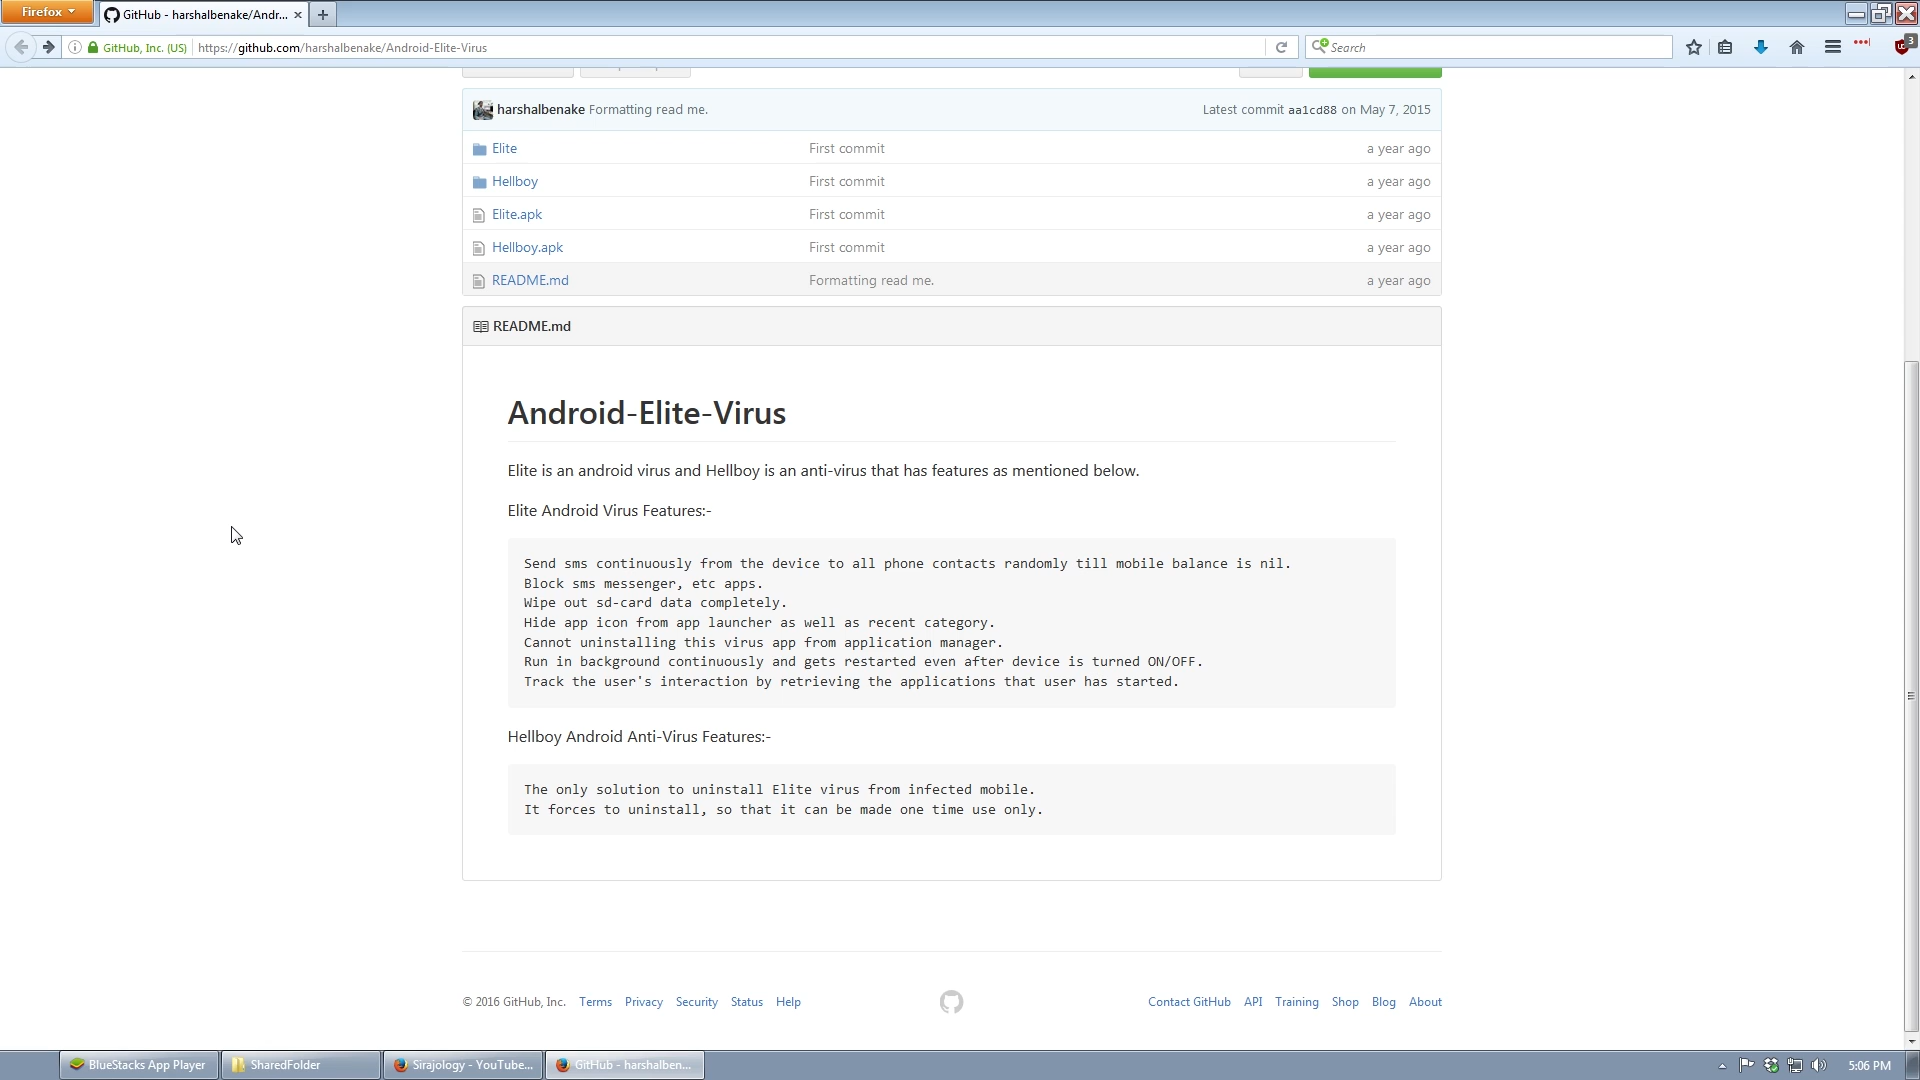 Firefox
GitHub - harshalbenake/Andr...
GitHub, Inc. (US)
https://github.com/harshalbenake/Android-Elite-Virus
Search
3
harshalbenake Formatting read me.
Latest commit aa1cd88 on May 7, 2015
Elite First commit a year ago
Hellboy First commit a year ago
Elite.apk First commit a year ago
Hellboy.apk First commit a year ago
README.md Formatting read me. a year ago
README.md
Android-Elite-Virus
Elite is an android virus and Hellboy is an anti-virus that has features as mentioned below.
Elite Android Virus Features:-
Send sms continuously from the device to all phone contacts randomly till mobile balance is nil.
Block sms messenger, etc apps.
Wipe out sd-card data completely.
Hide app icon from app launcher as well as recent category.
Cannot uninstalling this virus app from application manager.
Run in background continuously and gets restarted even after device is turned ON/OFF.
Track the user's interaction by retrieving the applications that user has started.
Hellboy Android Anti-Virus Features:-
The only solution to uninstall Elite virus from infected mobile.
It forces to uninstall, so that it can be made one time use only.
© 2016 GitHub, Inc. Terms Privacy Security Status Help
Contact GitHub API Training Shop Blog About
BlueStacks App Player
SharedFolder
Sirajology - YouTube...
GitHub - harshalben...
5:06 PM